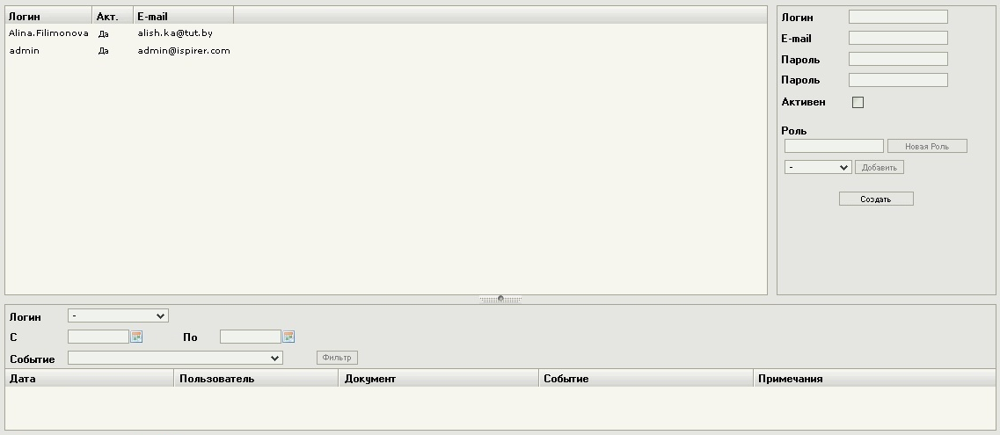 Логин Акт. E-mail
Alina.Filimonova Да alish.ka@tut.by
admin Да admin@ispirer.com
Логин
E-mail
Пароль
Пароль
Активен
Роль
Новая Роль
- Добавить
Создать
Логин -
С По
Событие Фильтр
Дата Пользователь Документ Событие Примечания